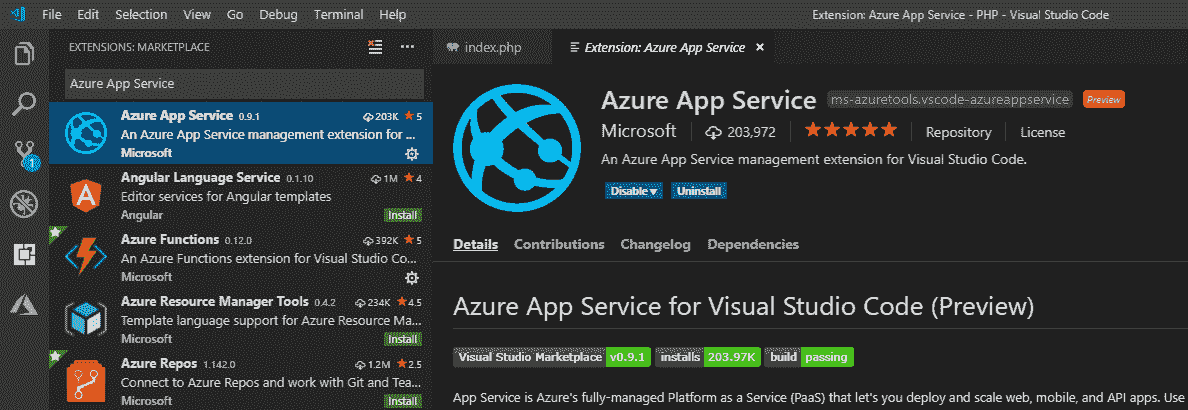 File Edit Selection View Go Debug Terminal Help
Extension: Azure App Service - PHP - Visual Studio Code
EXTENSIONS: MARKETPLACE
Azure App Service
Azure App Service 0.9.1 203K 5
An Azure App Service management extension for ...
Microsoft
Angular Language Service 0.1.10 1M 4
Editor services for Angular templates
Angular Install
Azure Functions 0.12.0 392K 5
An Azure Functions extension for Visual Studio Co...
Microsoft
Azure Resource Manager Tools 0.4.2 234K 4.5
Template language support for Azure Resource Ma...
Microsoft Install
Azure Repos 1.142.0 1.2M 2.5
Connect to Azure Repos and work with Git and Tea...
Microsoft Install
1
index.php Extension: Azure App Service
Azure App Service ms-azuretools.vscode-azureappservice Preview
Microsoft 203,972 Repository License
An Azure App Service management extension for Visual Studio Code.
Disable Uninstall
Details Contributions Changelog Dependencies
Azure App Service for Visual Studio Code (Preview)
Visual Studio Marketplace v0.9.1 installs 203.97K build passing
App Service is Azure's fully-managed Platform as a Service (PaaS) that let's you deploy and scale web, mobile, and API apps. Use